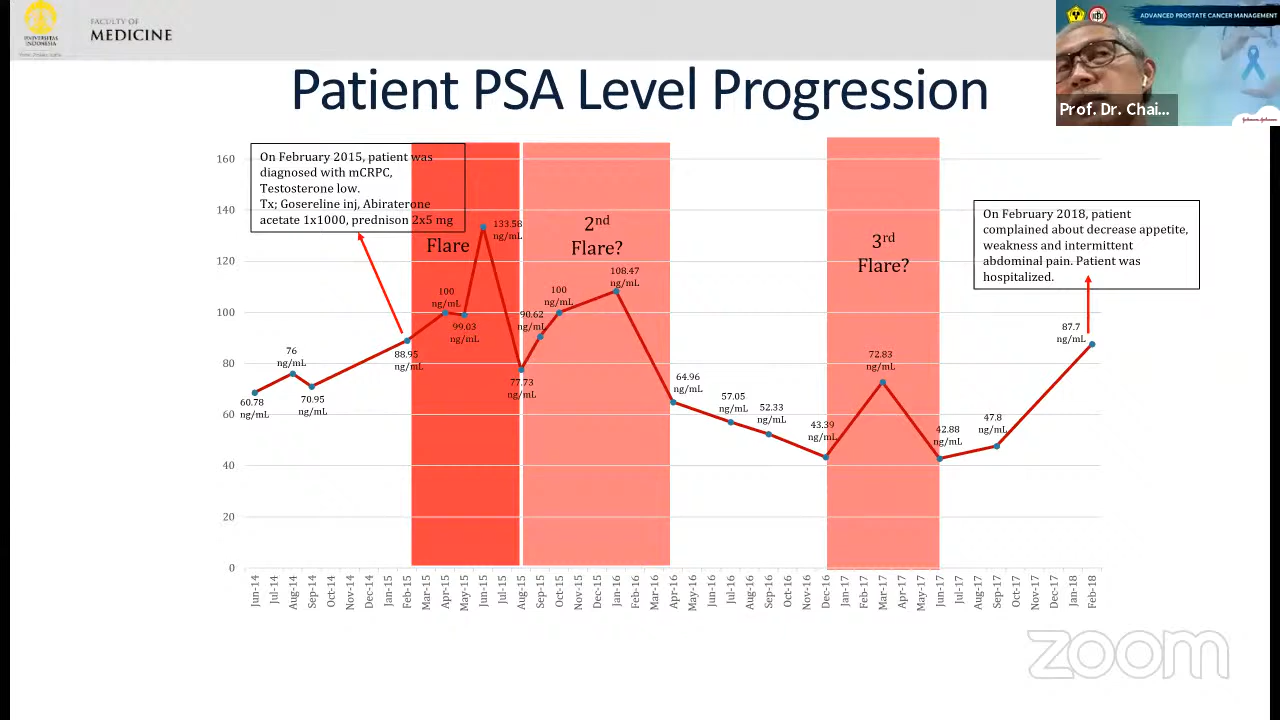 UNIVERSITAS
INDONESIA
FACULTY OF
MEDICINE
ADVANCED PROSTATE CANCER MANAGEMENT
Prof. Dr. Chai...
Johnson&Johnson
Patient PSA Level Progression
On February 2015, patient was
diagnosed with mCRPC,
Testosterone low.
Tx; Gosereline inj, Abiraterone
acetate 1x1000, prednison 2x5 mg
Flare
2nd
Flare?
3rd
Flare?
On February 2018, patient
complained about decrease appetite,
weakness and intermittent
abdominal pain. Patient was
hospitalized.
160
140
120
100
80
60
40
20
0
60.78
ng/mL
76
ng/mL
70.95
ng/mL
88.95
ng/mL
100
ng/mL
99.03
ng/mL
133.58
ng/mL
77.73
ng/mL
90.62
ng/mL
100
ng/mL
108.47
ng/mL
64.96
ng/mL
57.05
ng/mL
52.33
ng/mL
43.39
ng/mL
72.83
ng/mL
42.88
ng/mL
47.8
ng/mL
87.7
ng/mL
Jun-14
Jul-14
Aug-14
Sep-14
Oct-14
Nov-14
Dec-14
Jan-15
Feb-15
Mar-15
Apr-15
May-15
Jun-15
Jul-15
Aug-15
Sep-15
Oct-15
Nov-15
Dec-15
Jan-16
Feb-16
Mar-16
Apr-16
May-16
Jun-16
Jul-16
Aug-16
Sep-16
Oct-16
Nov-16
Dec-16
Jan-17
Feb-17
Mar-17
Apr-17
May-17
Jun-17
Jul-17
Aug-17
Sep-17
Oct-17
Nov-17
Dec-17
Jan-18
Feb-18
zoom